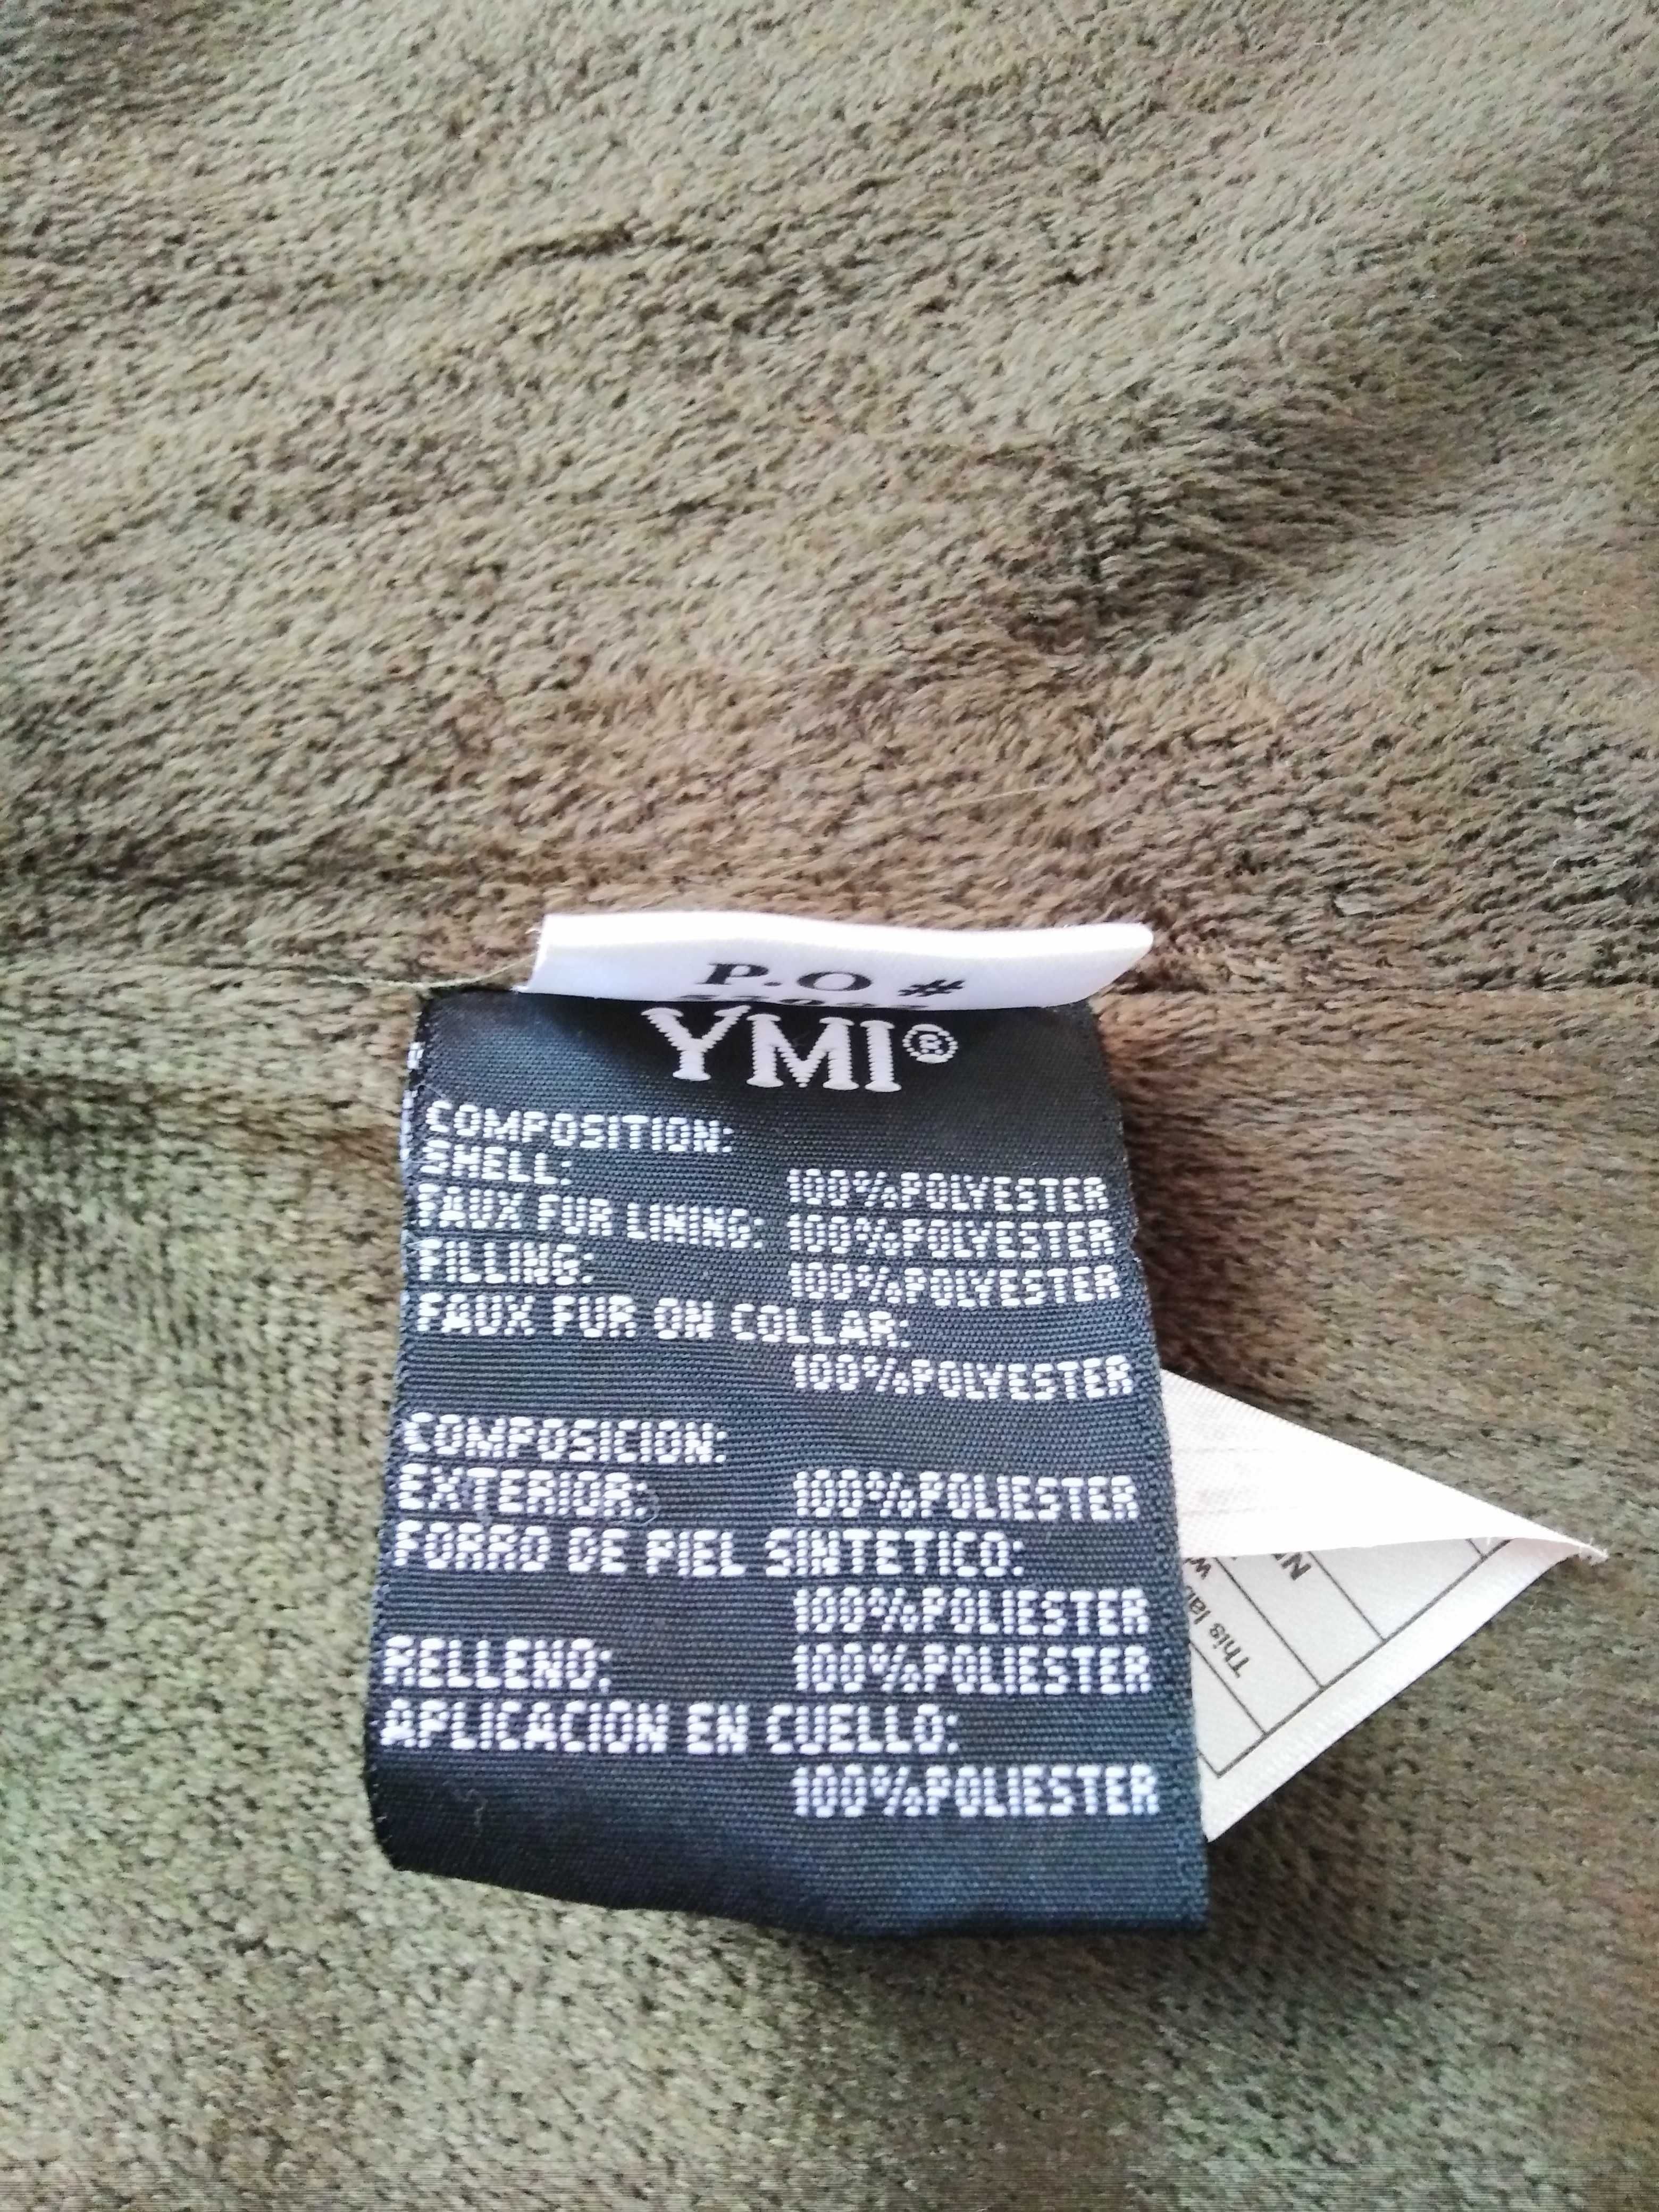 P.O #
YMI®
COMPOSITION:
SHELL: 100%POLYESTER
FAUX FUR LINING: 100%POLYESTER
FILLING: 100%POLYESTER
FAUX FUR ON COLLAR:
100%POLYESTER
COMPOSICION:
EXTERIOR: 100%POLIESTER
FORRO DE PIEL SINTETICO:
100%POLIESTER
RELLENO: 100%POLIESTER
APLICACION EN CUELLO:
100%POLIESTER
This